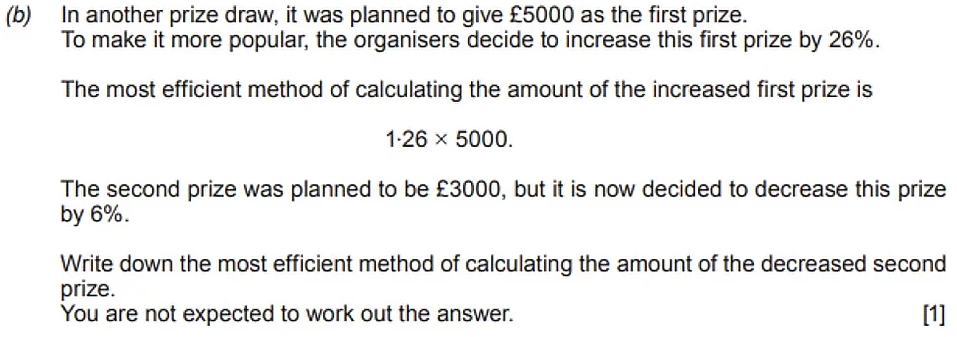 (b) In another prize draw, it was planned to give £5000 as the first prize.
To make it more popular, the organisers decide to increase this first prize by 26%.
The most efficient method of calculating the amount of the increased first prize is
1·26 × 5000.
The second prize was planned to be £3000, but it is now decided to decrease this prize
by 6%.
Write down the most efficient method of calculating the amount of the decreased second
prize.
You are not expected to work out the answer. [1]